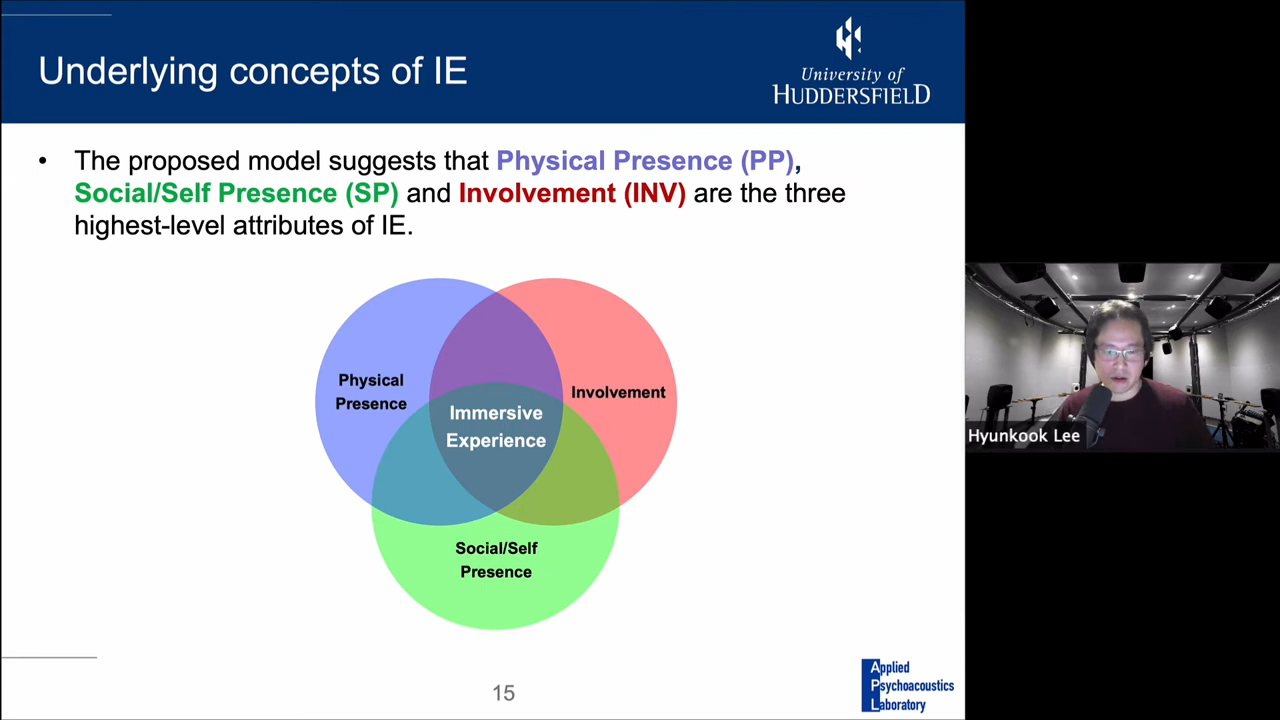 Underlying concepts of IE
University of
HUDDERSFIELD
• The proposed model suggests that Physical Presence (PP),
Social/Self Presence (SP) and Involvement (INV) are the three
highest-level attributes of IE.
Physical
Presence
Involvement
Immersive
Experience
Social/Self
Presence
Hyunkook Lee
15
Applied
Psychoacoustics
Laboratory